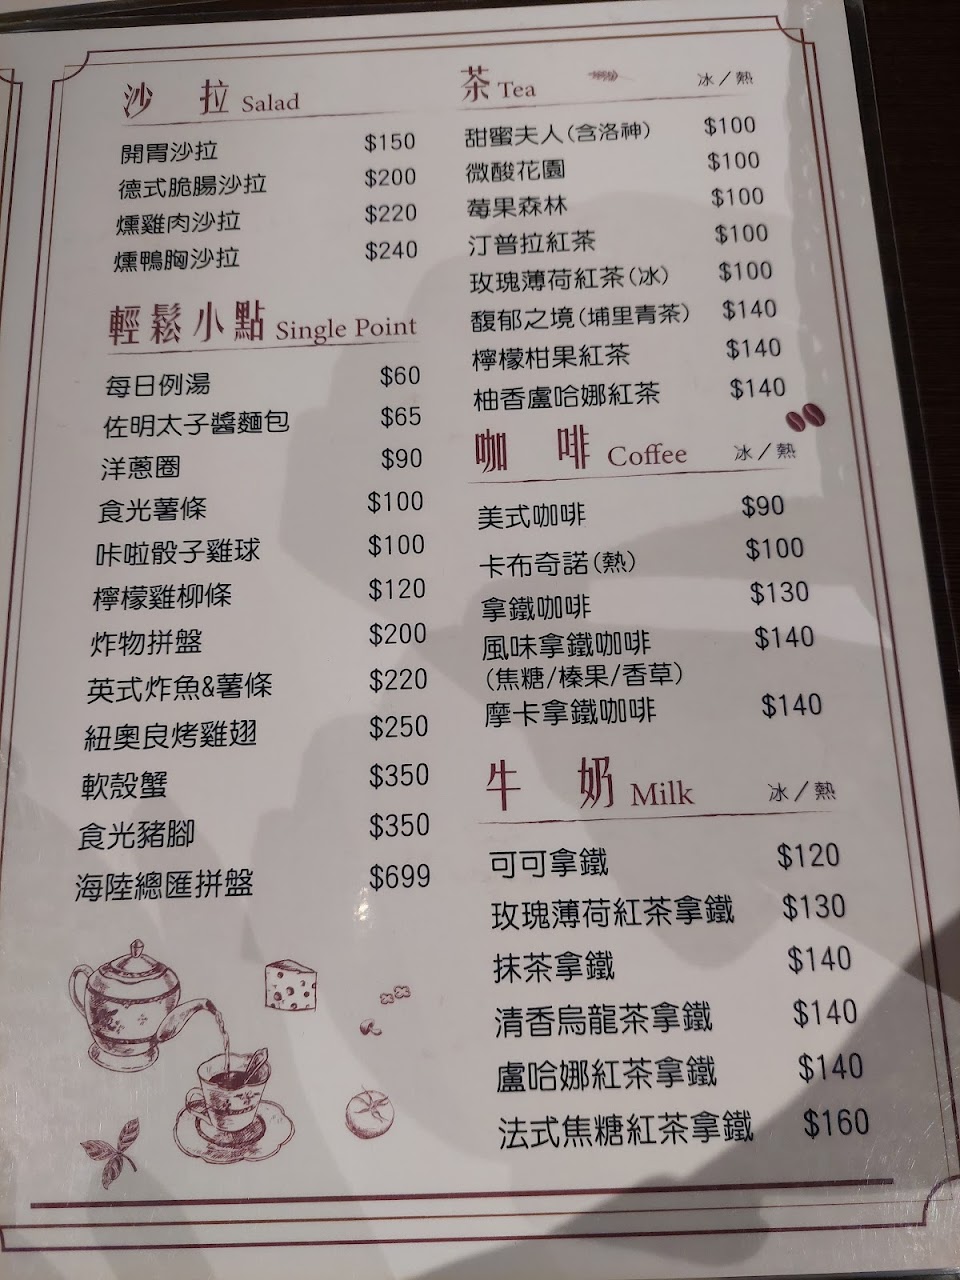 沙拉 Salad
開胃沙拉 $150
德式脆腸沙拉 $200
燻雞肉沙拉 $220
燻鴨胸沙拉 $240
輕鬆小點 Single Point
每日例湯 $60
佐明太子醬麵包 $65
洋蔥圈 $90
食光薯條 $100
咔啦骰子雞球 $100
檸檬雞柳條 $120
炸物拼盤 $200
英式炸魚&薯條 $220
紐奧良烤雞翅 $250
軟殼蟹 $350
食光豬腳 $350
海陸總匯拼盤 $699
茶 Tea 冰／熱
甜蜜夫人(含洛神) $100
微酸花園 $100
莓果森林 $100
汀普拉紅茶 $100
玫瑰薄荷紅茶(冰) $100
馥郁之境(埔里青茶) $140
檸檬柑果紅茶 $140
柚香盧哈娜紅茶 $140
咖啡 Coffee 冰／熱
美式咖啡 $90
卡布奇諾(熱) $100
拿鐵咖啡 $130
風味拿鐵咖啡 $140
(焦糖/榛果/香草)
摩卡拿鐵咖啡 $140
牛奶 Milk 冰／熱
可可拿鐵 $120
玫瑰薄荷紅茶拿鐵 $130
抹茶拿鐵 $140
清香烏龍茶拿鐵 $140
盧哈娜紅茶拿鐵 $140
法式焦糖紅茶拿鐵 $160